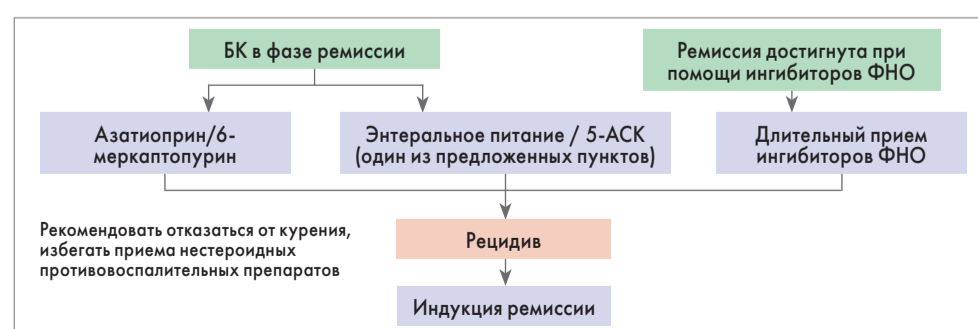 БК в фазе ремиссии
Ремиссия достигнута при
помощи ингибиторов ФНО
Азатиоприн/6-
меркаптопурин
Энтеральное питание / 5-АСК
(один из предложенных пунктов)
Длительный прием
ингибиторов ФНО
Рекомендовать отказаться от курения,
избегать приема нестероидных
противовоспалительных препаратов
Рецидив
Индукция ремиссии